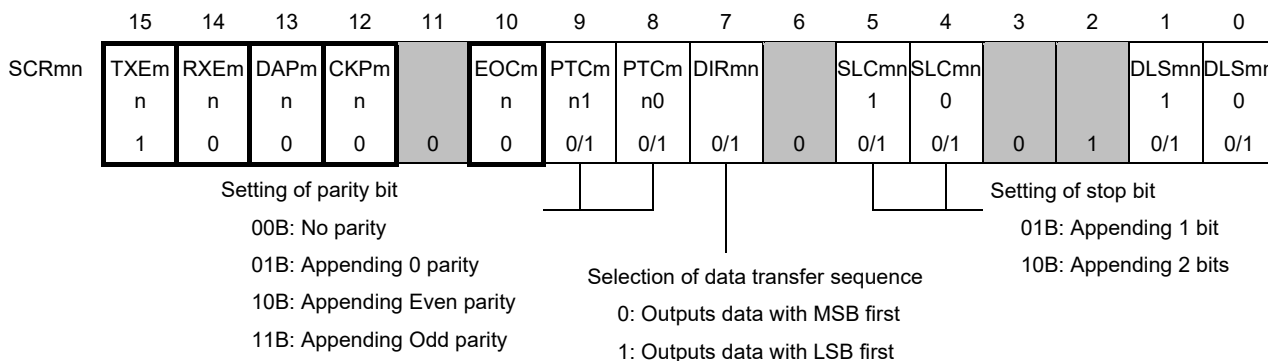 15 14 13 12 11 10 9 8 7 6 5 4 3 2 1 0
SCRmn TXEm RXEm DAPm CKPm EOCm PTCm PTCm DIRmn SLCmn SLCmn DLSmn DLSmn
n n n n n n1 n0 1 0 1 0
1 0 0 0 0 0 0/1 0/1 0/1 0 0/1 0/1 0 1 0/1 0/1
Setting of parity bit
00B: No parity
01B: Appending 0 parity
10B: Appending Even parity
11B: Appending Odd parity
Selection of data transfer sequence
0: Outputs data with MSB first
1: Outputs data with LSB first
Setting of stop bit
01B: Appending 1 bit
10B: Appending 2 bits